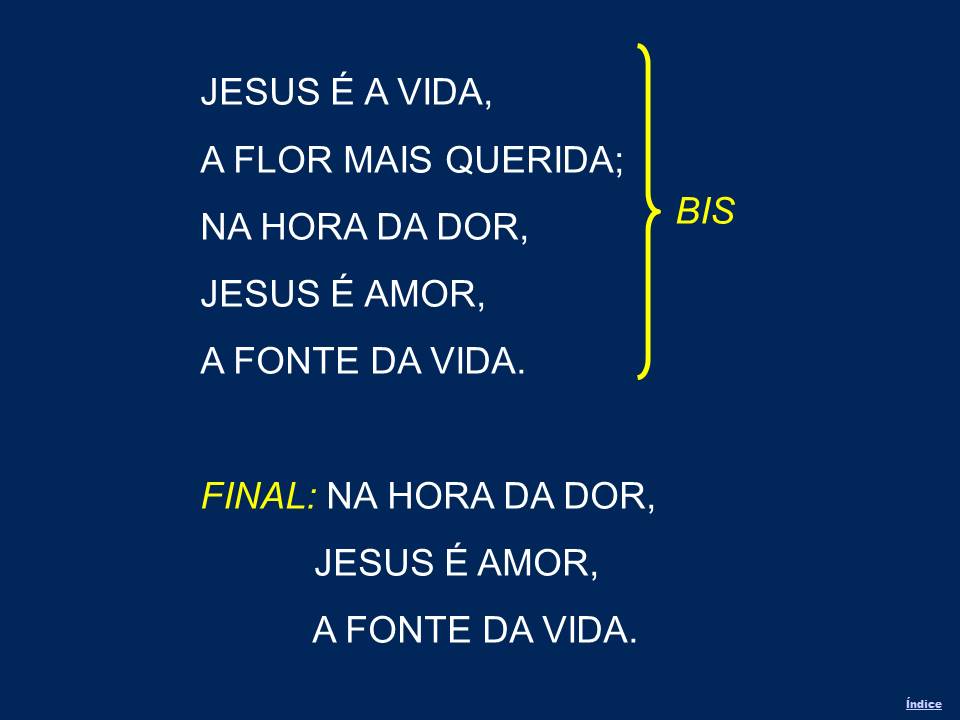 JESUS É A VIDA,
A FLOR MAIS QUERIDA;
BIS
NA HORA DA DOR,
JESUS É AMOR,
A FONTE DA VIDA.
FINAL: NA HORA DA DOR,
JESUS É AMOR,
A FONTE DA VIDA.
Índice